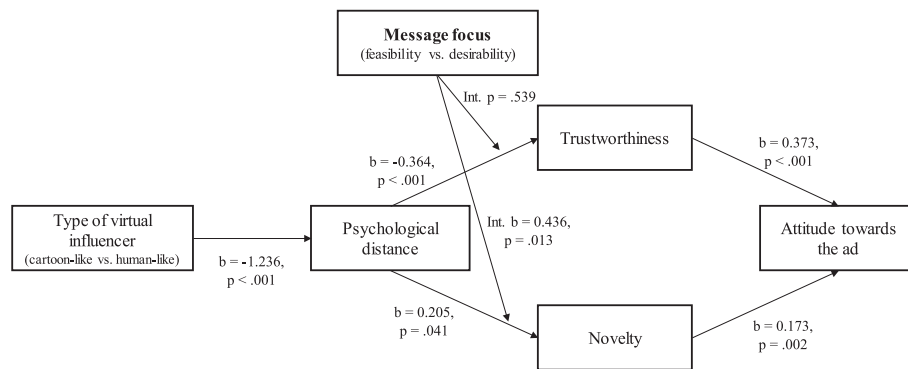 Message focus
(feasibility vs. desirability)
Int. p = .539
Trustworthiness
b = -0.364,
p < .001
b = 0.373,
p < .001
Type of virtual
influencer
(cartoon-like vs. human-like)
b = -1.236,
p < .001
Psychological
distance
Int. b = 0.436,
p = .013
Attitude towards
the ad
b = 0.205,
p = .041
Novelty
b = 0.173,
p = .002